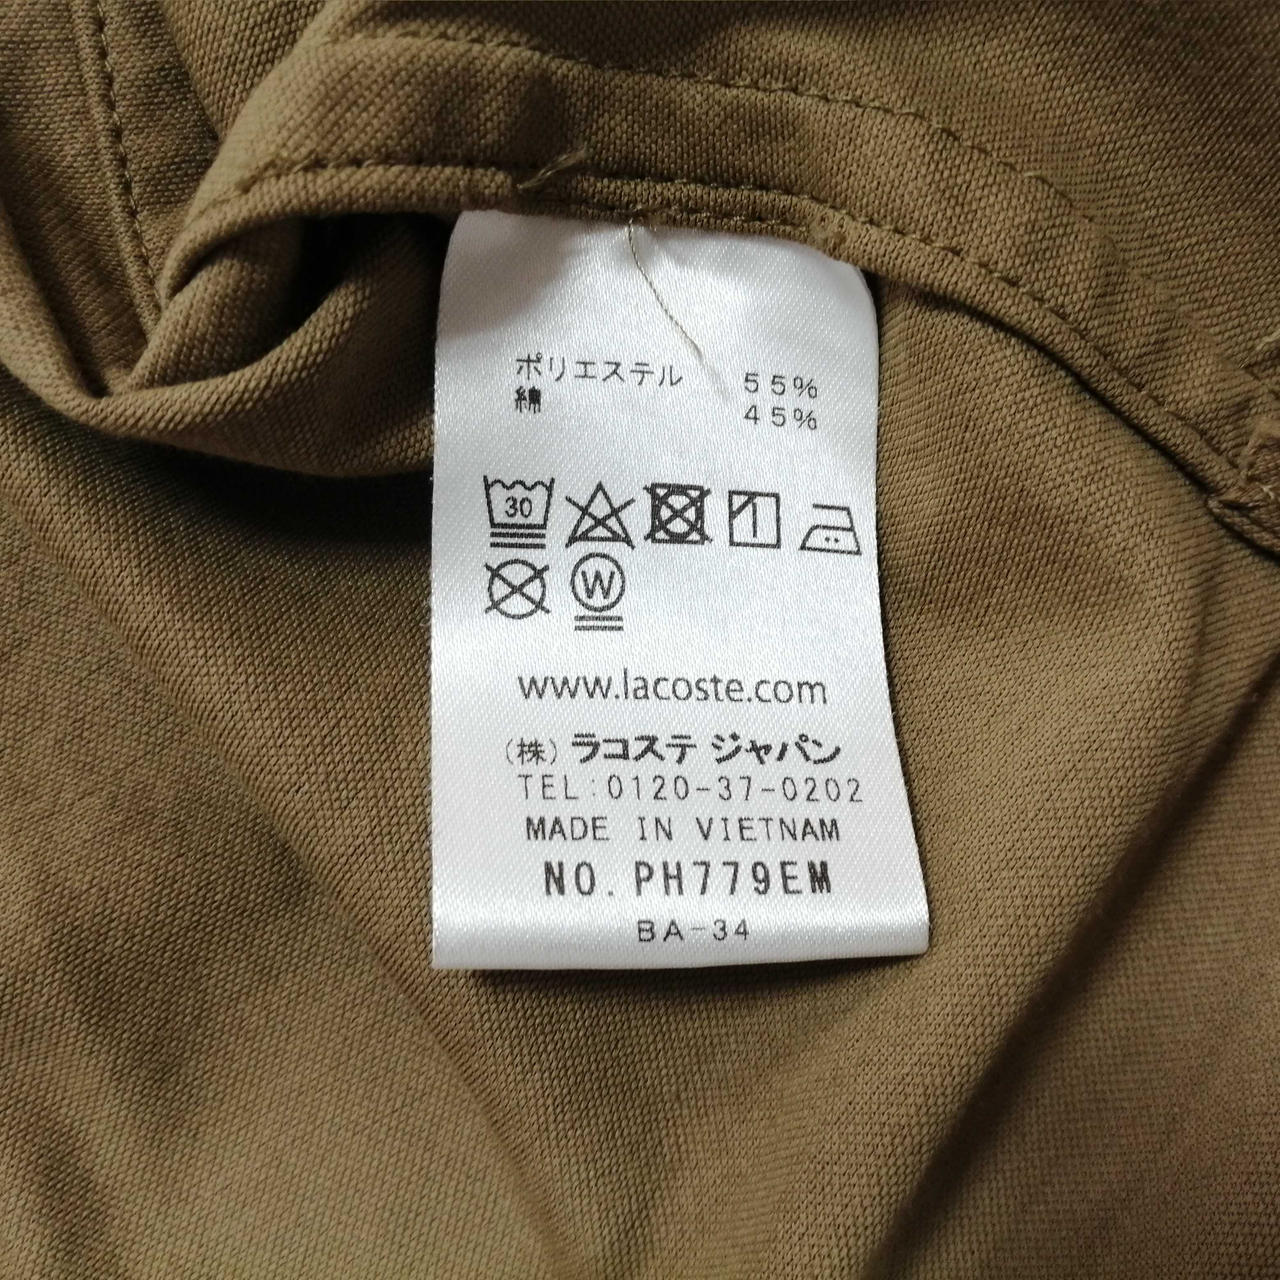 ポリエステル 55%
綿 45%
30
W
www.lacoste.com
(株) ラコステ ジャパン
TEL:0120-37-0202
MADE IN VIETNAM
NO. PH779EM
BA-34